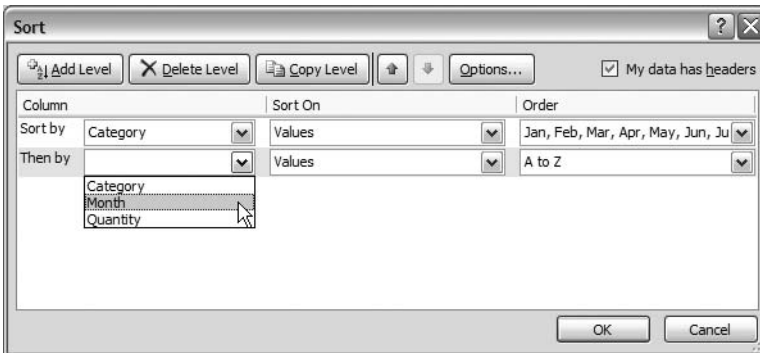 Sort
Add Level Delete Level Copy Level Options... My data has headers
Column Sort On Order
Sort by Category Values Jan, Feb, Mar, Apr, May, Jun, Ju
Then by Values A to Z
Category
Month
Quantity
OK Cancel